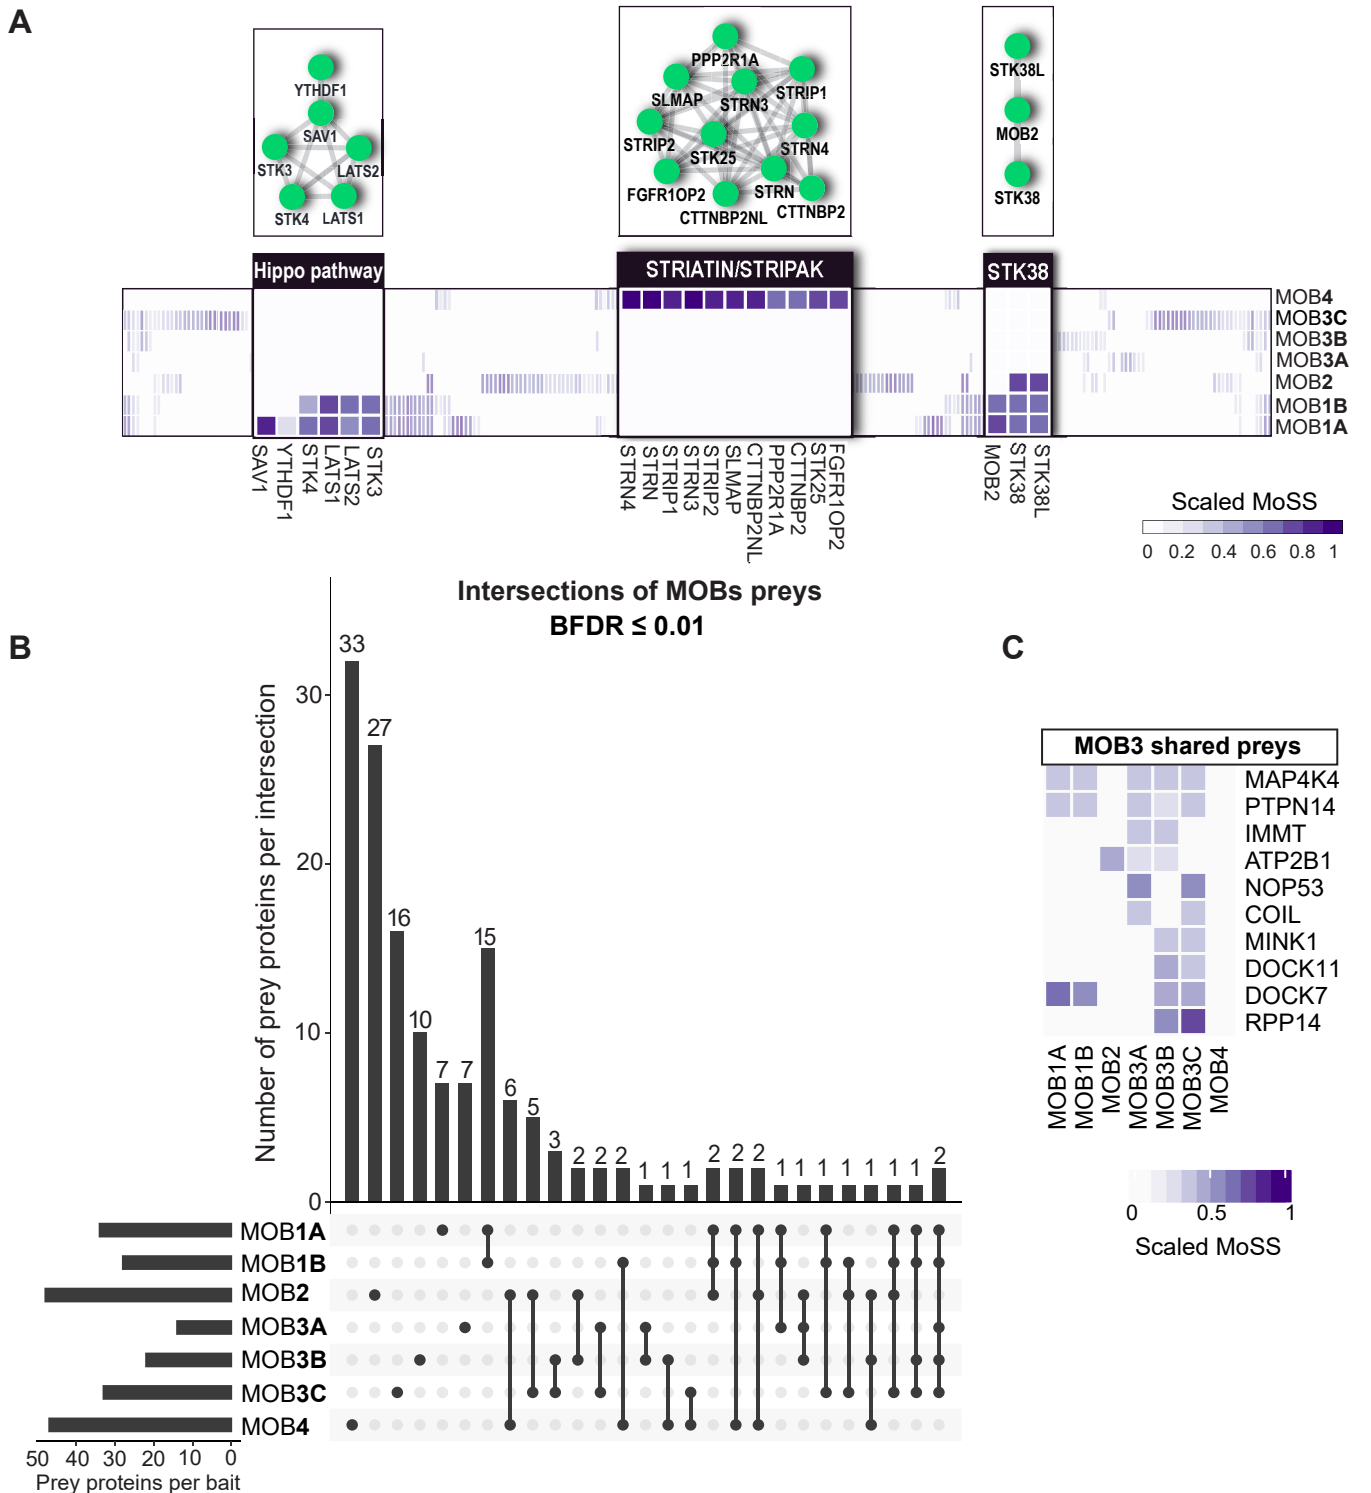 A
YTHDF1
SAV1
STK3
LATS2
STK4
LATS1
PPP2R1A
SLMAP
STRN3
STRIP1
STRIP2
STK25
STRN4
FGFR1OP2
STRN
CTTNBP2NL
CTTNBP2
STK38L
MOB2
STK38
Hippo pathway
STRIATIN/STRIPAK
STK38
MOB4
MOB3C
MOB3B
MOB3A
MOB2
MOB1B
MOB1A
SAV1
YTHDF1
STK4
LATS1
LATS2
STK3
STRN4
STRN
STRIP1
STRN3
STRIP2
SLMAP
CTTNBP2NL
PPP2R1A
CTTNBP2
STK25
FGFR1OP2
MOB2
STK38
STK38L
Scaled MoSS
0 0.2 0.4 0.6 0.8 1
B
Intersections of MOBs preys
BFDR ≤ 0.01
Number of prey proteins per intersection
30
20
10
0
33
27
16
10
7
7
15
6
5
3
2
2
2
1
1
1
2
2
2
1
1
1
1
1
1
1
2
MOB1A
MOB1B
MOB2
MOB3A
MOB3B
MOB3C
MOB4
50 40 30 20 10 0
Prey proteins per bait
C
MOB3 shared preys
MAP4K4
PTPN14
IMMT
ATP2B1
NOP53
COIL
MINK1
DOCK11
DOCK7
RPP14
MOB1A
MOB1B
MOB2
MOB3A
MOB3B
MOB3C
MOB4
0 0.5 1
Scaled MoSS